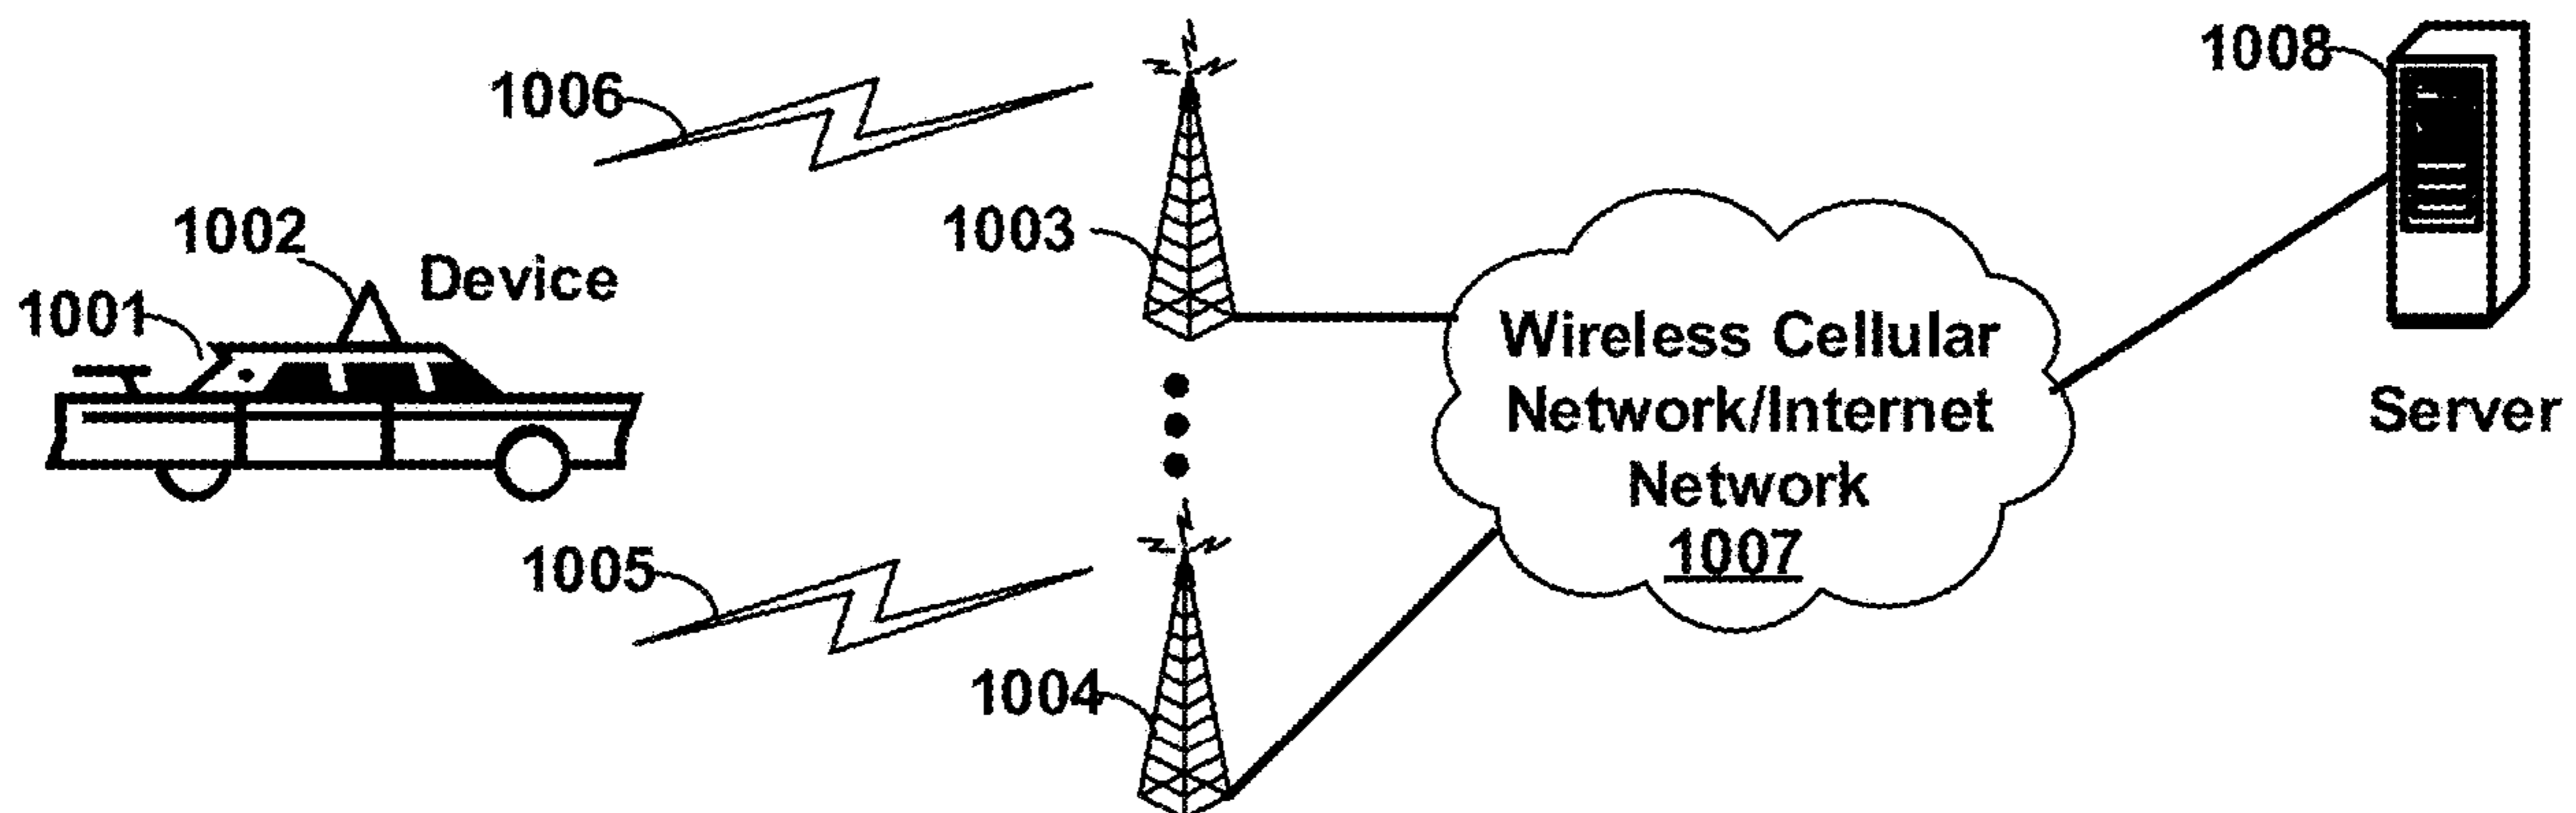 1008
1006
1002
1003
Device
1001
Wireless Cellular
Network/Internet
Network
1007
Server
1005
1004